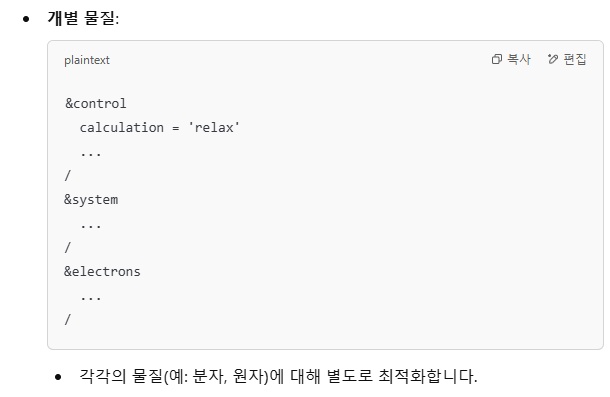 개별 물질:
plaintext 복사 편집
&control
calculation = 'relax'
...
/
&system
...
/
&electrons
...
/
각각의 물질(예: 분자, 원자)에 대해 별도로 최적화합니다.